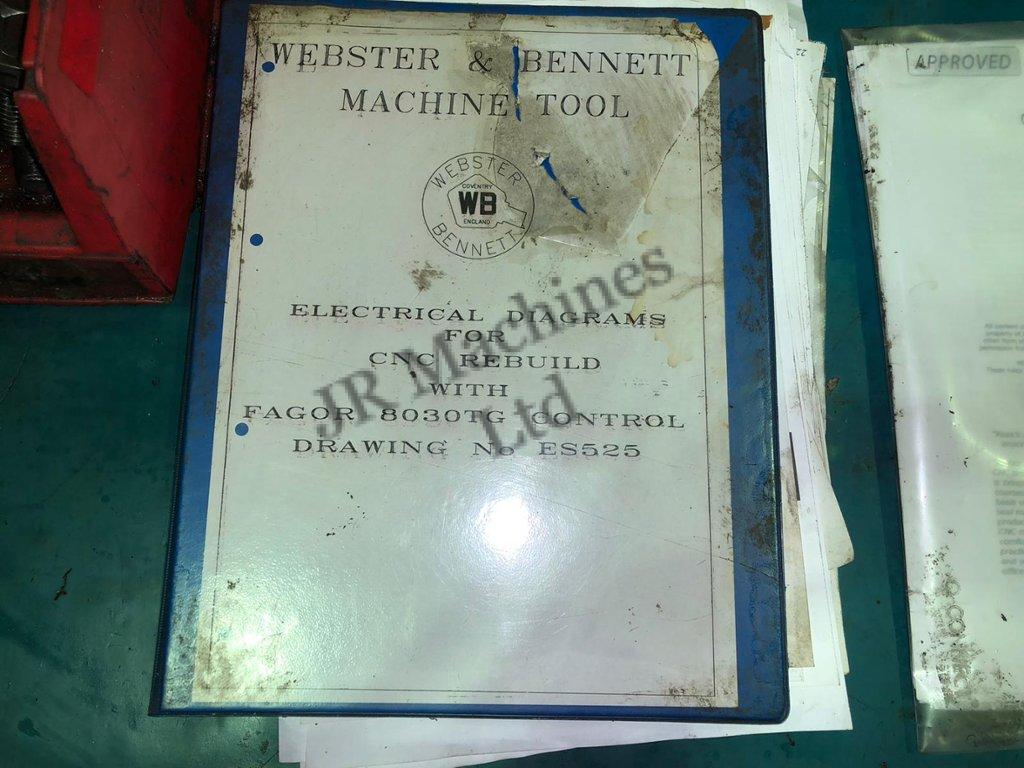 WEBSTER & BENNETT
MACHINE TOOL
WEBSTER
COVENTRY
WB
ENGLAND
BENNETT
ELECTRICAL DIAGRAMS
FOR
CNC REBUILD
WITH
FAGOR 8030TG CONTROL
DRAWING No ES525
JR Machines
Ltd
APPROVED
22